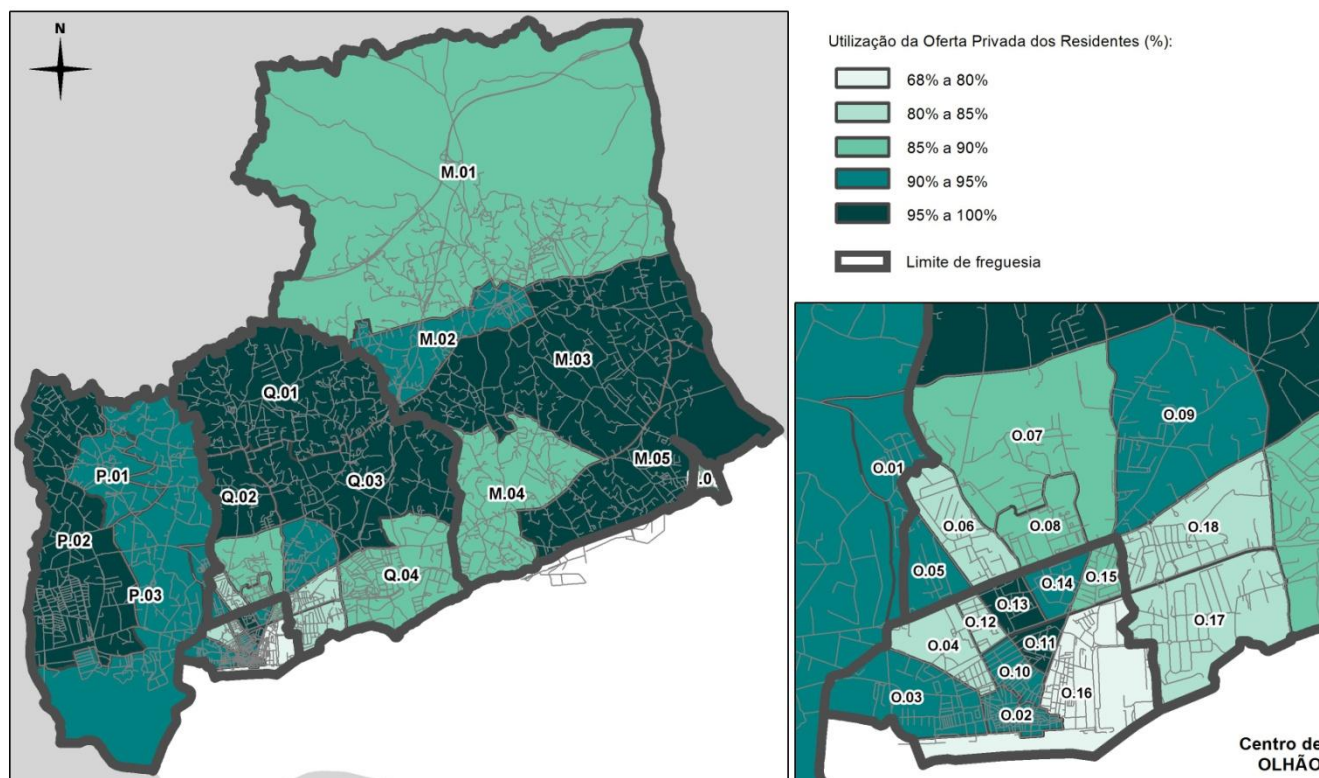 N
M.01
M.02
M.03
Q.01
M.05
P.01
Q.02
Q.03
M.04
.0
P.02
P.03
Q.04
Utilização da Oferta Privada dos Residentes (%):
68% a 80%
80% a 85%
85% a 90%
90% a 95%
95% a 100%
Limite de freguesia
O.09
O.07
O.01
O.06
O.08
O.18
O.05
O.14
O.15
O.13
O.12
O.17
O.04
O.11
O.10
O.03
O.16
O.02
Centro de
OLHÃO